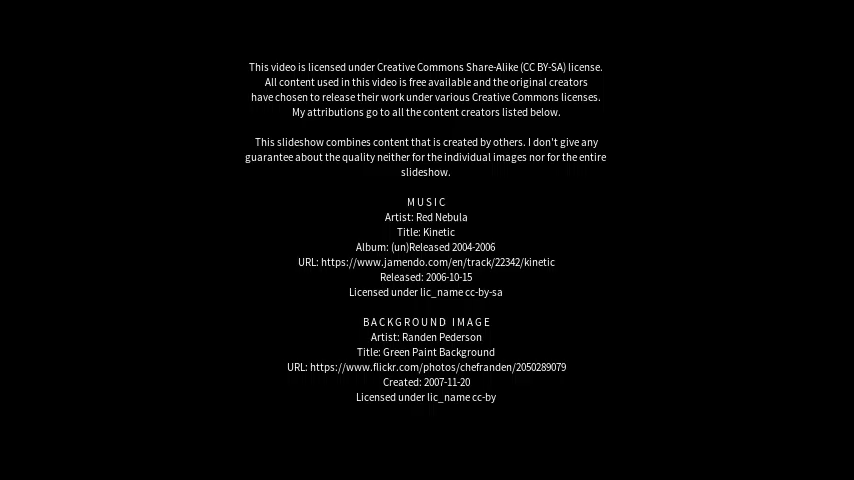 This video is licensed under Creative Commons Share-Alike (CC BY-SA) license.
All content used in this video is free available and the original creators
have chosen to release their work under various Creative Commons licenses.
My attributions go to all the content creators listed below.
This slideshow combines content that is created by others. I don't give any
guarantee about the quality neither for the individual images nor for the entire
slideshow.
M U S I C
Artist: Red Nebula
Title: Kinetic
Album: (un)Released 2004-2006
URL: https://www.jamendo.com/en/track/22342/kinetic
Released: 2006-10-15
Licensed under lic_name cc-by-sa
B A C K G R O U N D   I M A G E
Artist: Randen Pederson
Title: Green Paint Background
URL: https://www.flickr.com/photos/chefranden/2050289079
Created: 2007-11-20
Licensed under lic_name cc-by